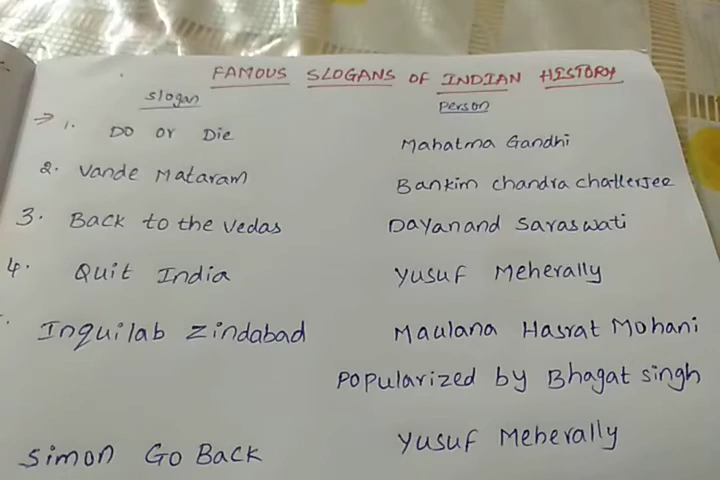 FAMOUS SLOGANS OF INDIAN HISTORY
Slogan Person
⇒ 1. DO or Die Mahatma Gandhi
2. Vande Mataram Bankim chandra chatterjee
3. Back to the vedas Dayanand Saraswati
4. Quit India Yusuf Meherally
Inquilab Zindabad Maulana Hasrat Mohani
Popularized by Bhagat singh
Simon Go Back Yusuf Meherally